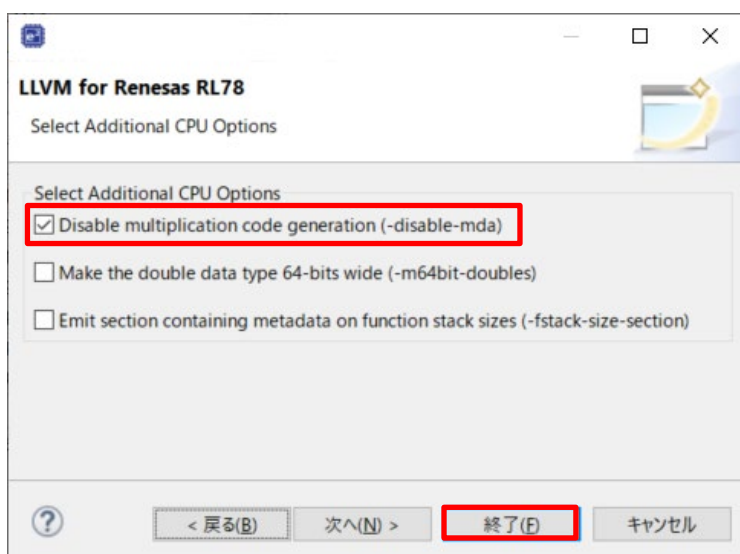 LLVM for Renesas RL78
Select Additional CPU Options
Select Additional CPU Options
Disable multiplication code generation (-disable-mda)
Make the double data type 64-bits wide (-m64bit-doubles)
Emit section containing metadata on function stack sizes (-fstack-size-section)
< 戻る(B) 次へ(N) > 終了(F) キャンセル